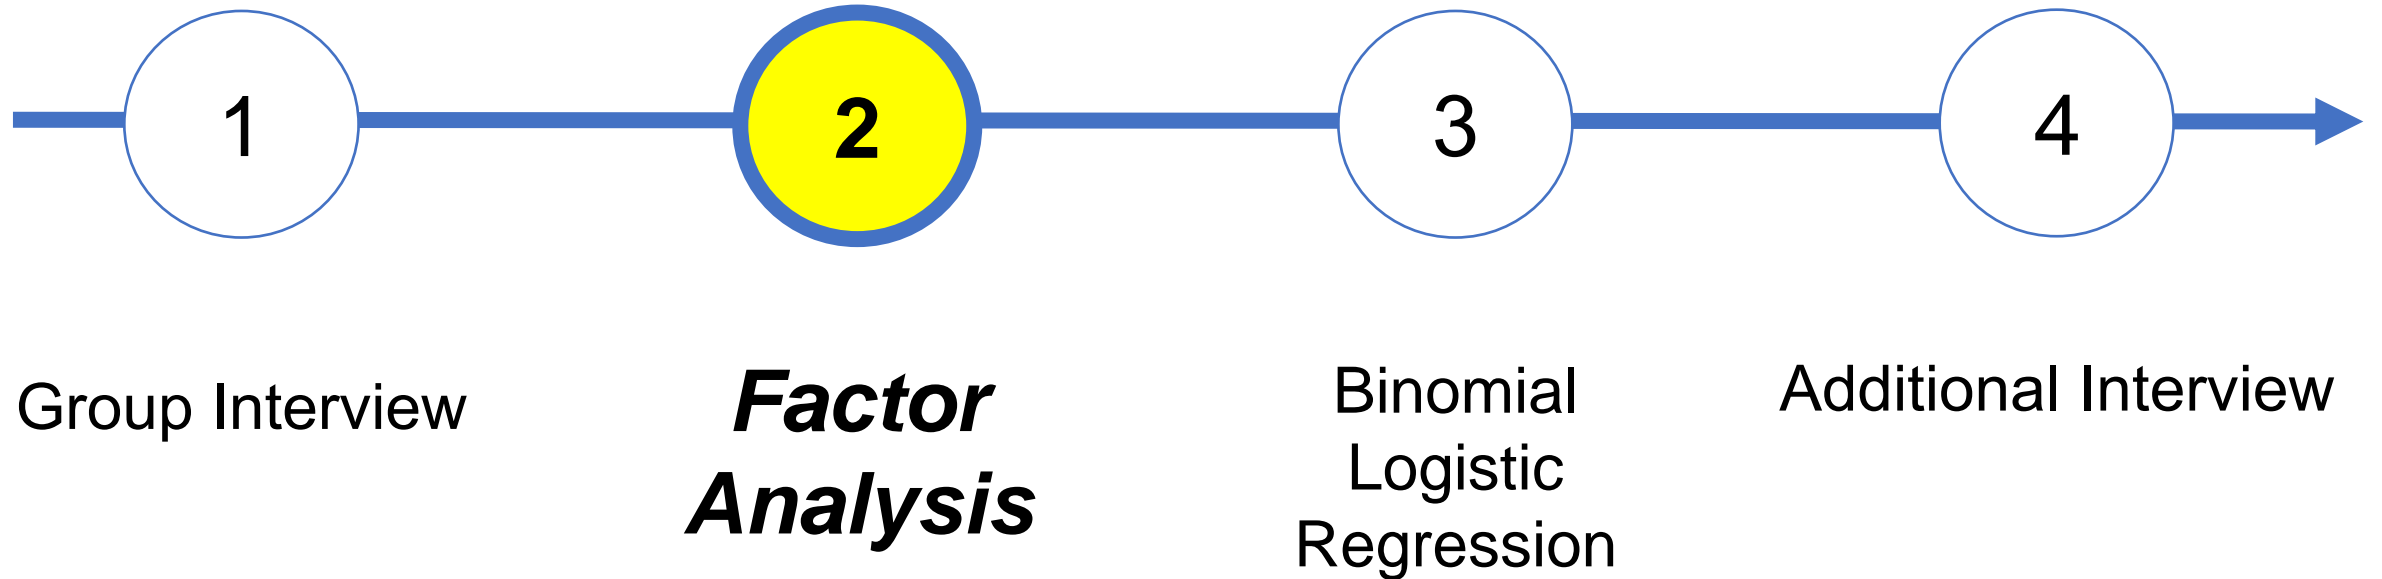 1
2
3
4
Group Interview
Factor
Analysis
Binomial
Logistic
Regression
Additional Interview